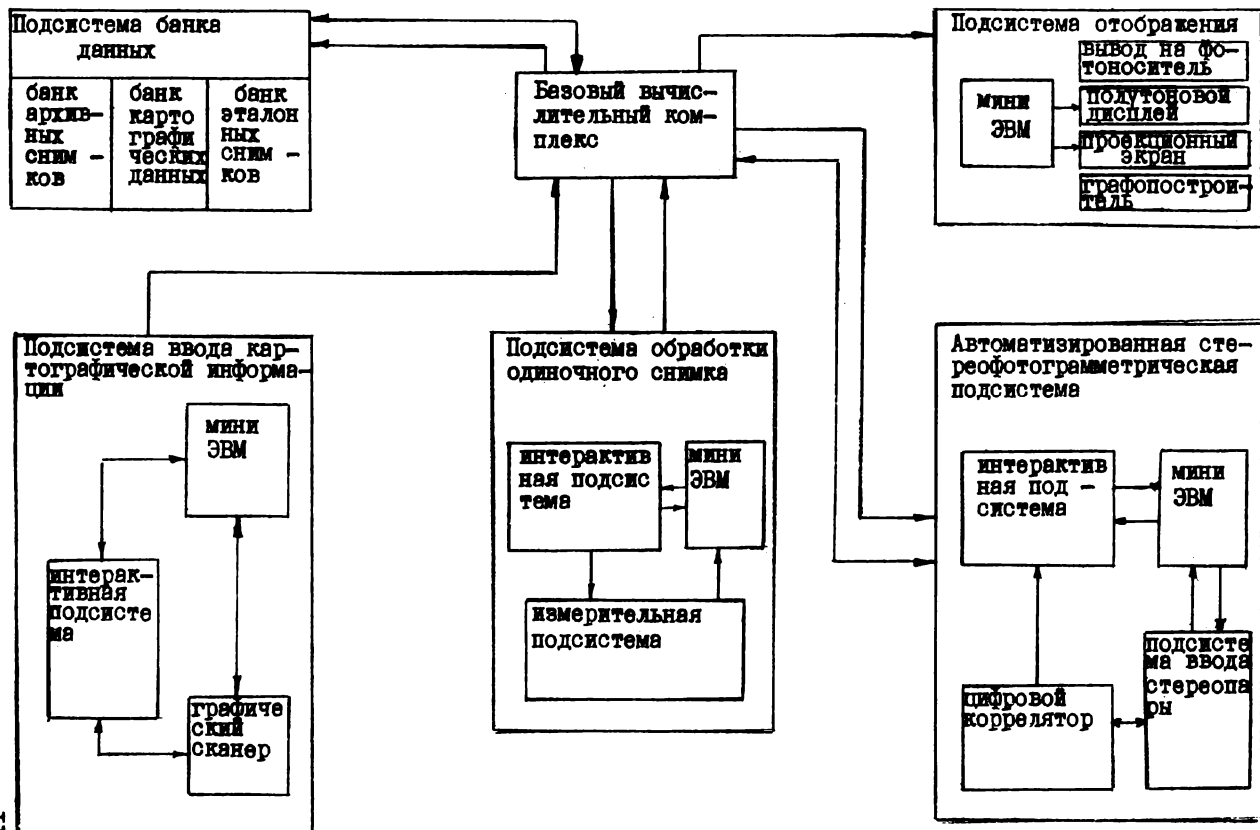 Подсистема банка
данных
банк
архив-
ных
сним -
ков
банк
карто
графи
ческих
данных
банк
эталон
ных
сним -
ков
Базовый вычис-
лительный ком-
плекс
Подсистема отображения
мини
ЭВМ
вывод на фо-
тоноситель
полутоновой
дисплей
проекционный
экран
графопострои-
тель
Подсистема ввода кар-
тографической информа-
ции
мини
ЭВМ
интерак-
тивная
подсисте
ма
графиче
ский
сканер
Подсистема обработки
одиночного снимка
интерактив
ная подсис
тема
мини
ЭВМ
измерительная
подсистема
Автоматизированная сте-
реофотограмметрическая
подсистема
интерактив
ная под -
система
мини
ЭВМ
цифровой
коррелятор
подсисте
ма ввода
стереопа
ры